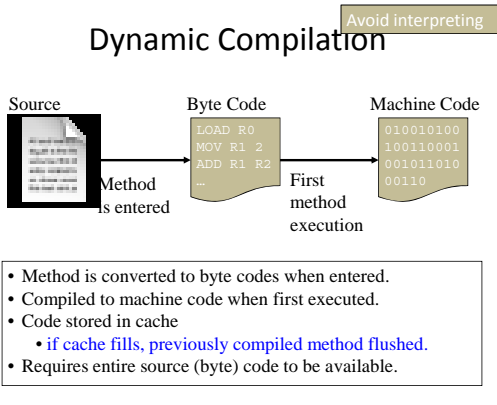 Avoid interpreting
Dynamic Compilation
Source
Byte Code
Machine Code
LOAD R0
MOV R1 2
ADD R1 R2
…
010010100
100110001
001011010
00110
Method
is entered
First
method
execution
• Method is converted to byte codes when entered.
• Compiled to machine code when first executed.
• Code stored in cache
• if cache fills, previously compiled method flushed.
• Requires entire source (byte) code to be available.